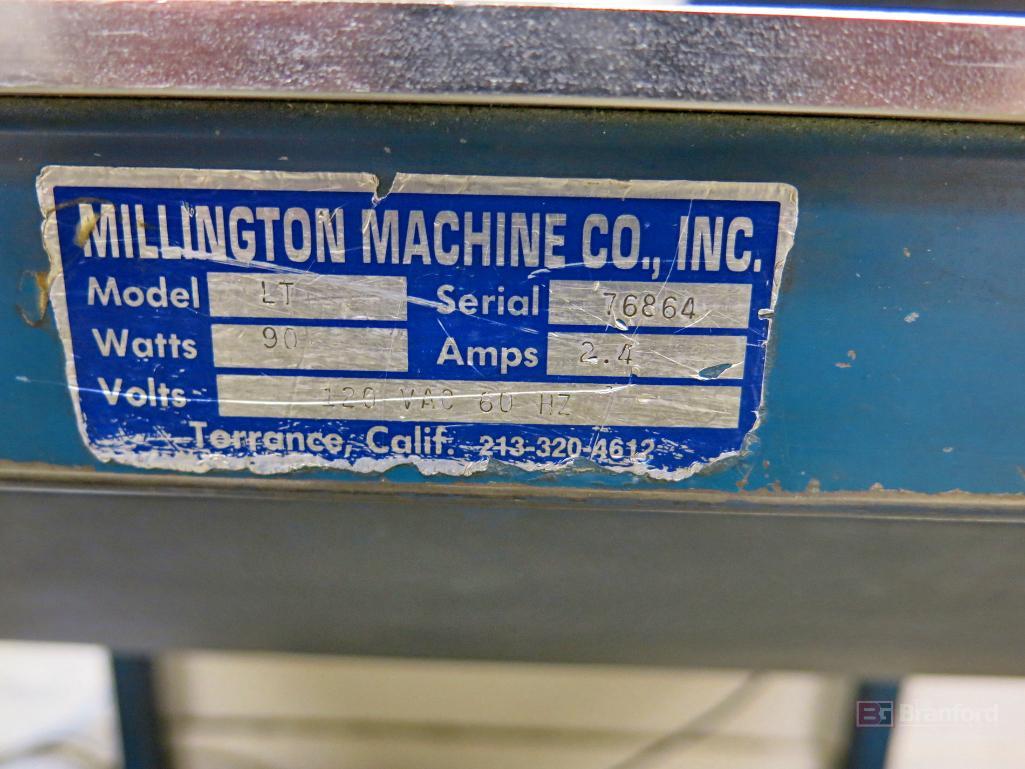 MILLINGTON MACHINE CO., INC.
Model LT Serial 76864
Watts 90 Amps 2.4
Volts 120 VAC 60 HZ
Torrance, Calif. 213-320-4612
BG Branford